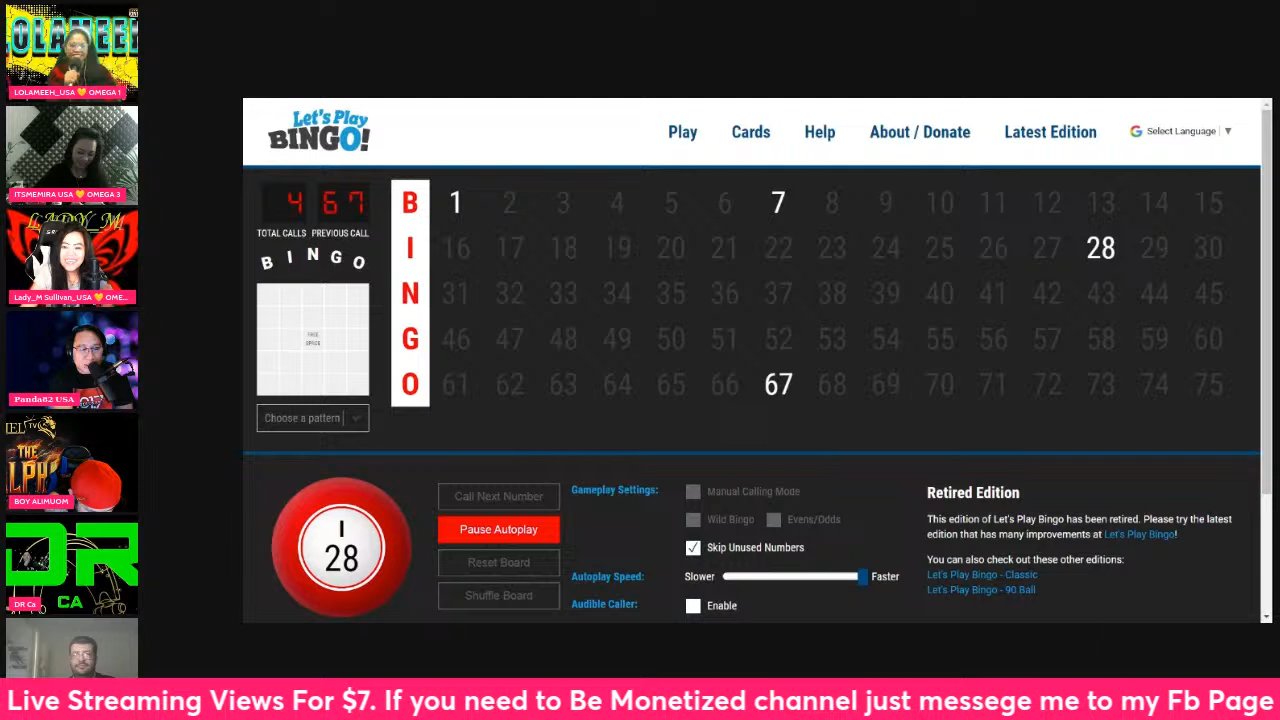 LOLAMEEH
LOLAMEEH_USA 💛 OMEGA 1
ITSMEMIRA USA 💛 OMEGA 3
LADY_M
Lady_M Sullivan_USA 💛 OME...
Panda82 USA
THE
BOY ALIMUOM
DR
CA
DR Ca
Let's Play
BINGO!
Play
Cards
Help
About / Donate
Latest Edition
Select Language ▼
4 67
TOTAL CALLS PREVIOUS CALL
B I N G O
FREE
SPACE
Choose a pattern
B 1 2 3 4 5 6 7 8 9 10 11 12 13 14 15
I 16 17 18 19 20 21 22 23 24 25 26 27 28 29 30
N 31 32 33 34 35 36 37 38 39 40 41 42 43 44 45
G 46 47 48 49 50 51 52 53 54 55 56 57 58 59 60
O 61 62 63 64 65 66 67 68 69 70 71 72 73 74 75
I
28
Call Next Number
Pause Autoplay
Reset Board
Shuffle Board
Gameplay Settings:
Manual Calling Mode
Wild Bingo
Evens/Odds
Skip Unused Numbers
Autoplay Speed:
Slower
Faster
Audible Caller:
Enable
Retired Edition
This edition of Let's Play Bingo has been retired. Please try the latest
edition that has many improvements at Let's Play Bingo!
You can also check out these other editions:
Let's Play Bingo - Classic
Let's Play Bingo - 90 Ball
Live Streaming Views For $7. If you need to Be Monetized channel just messege me to my Fb Page